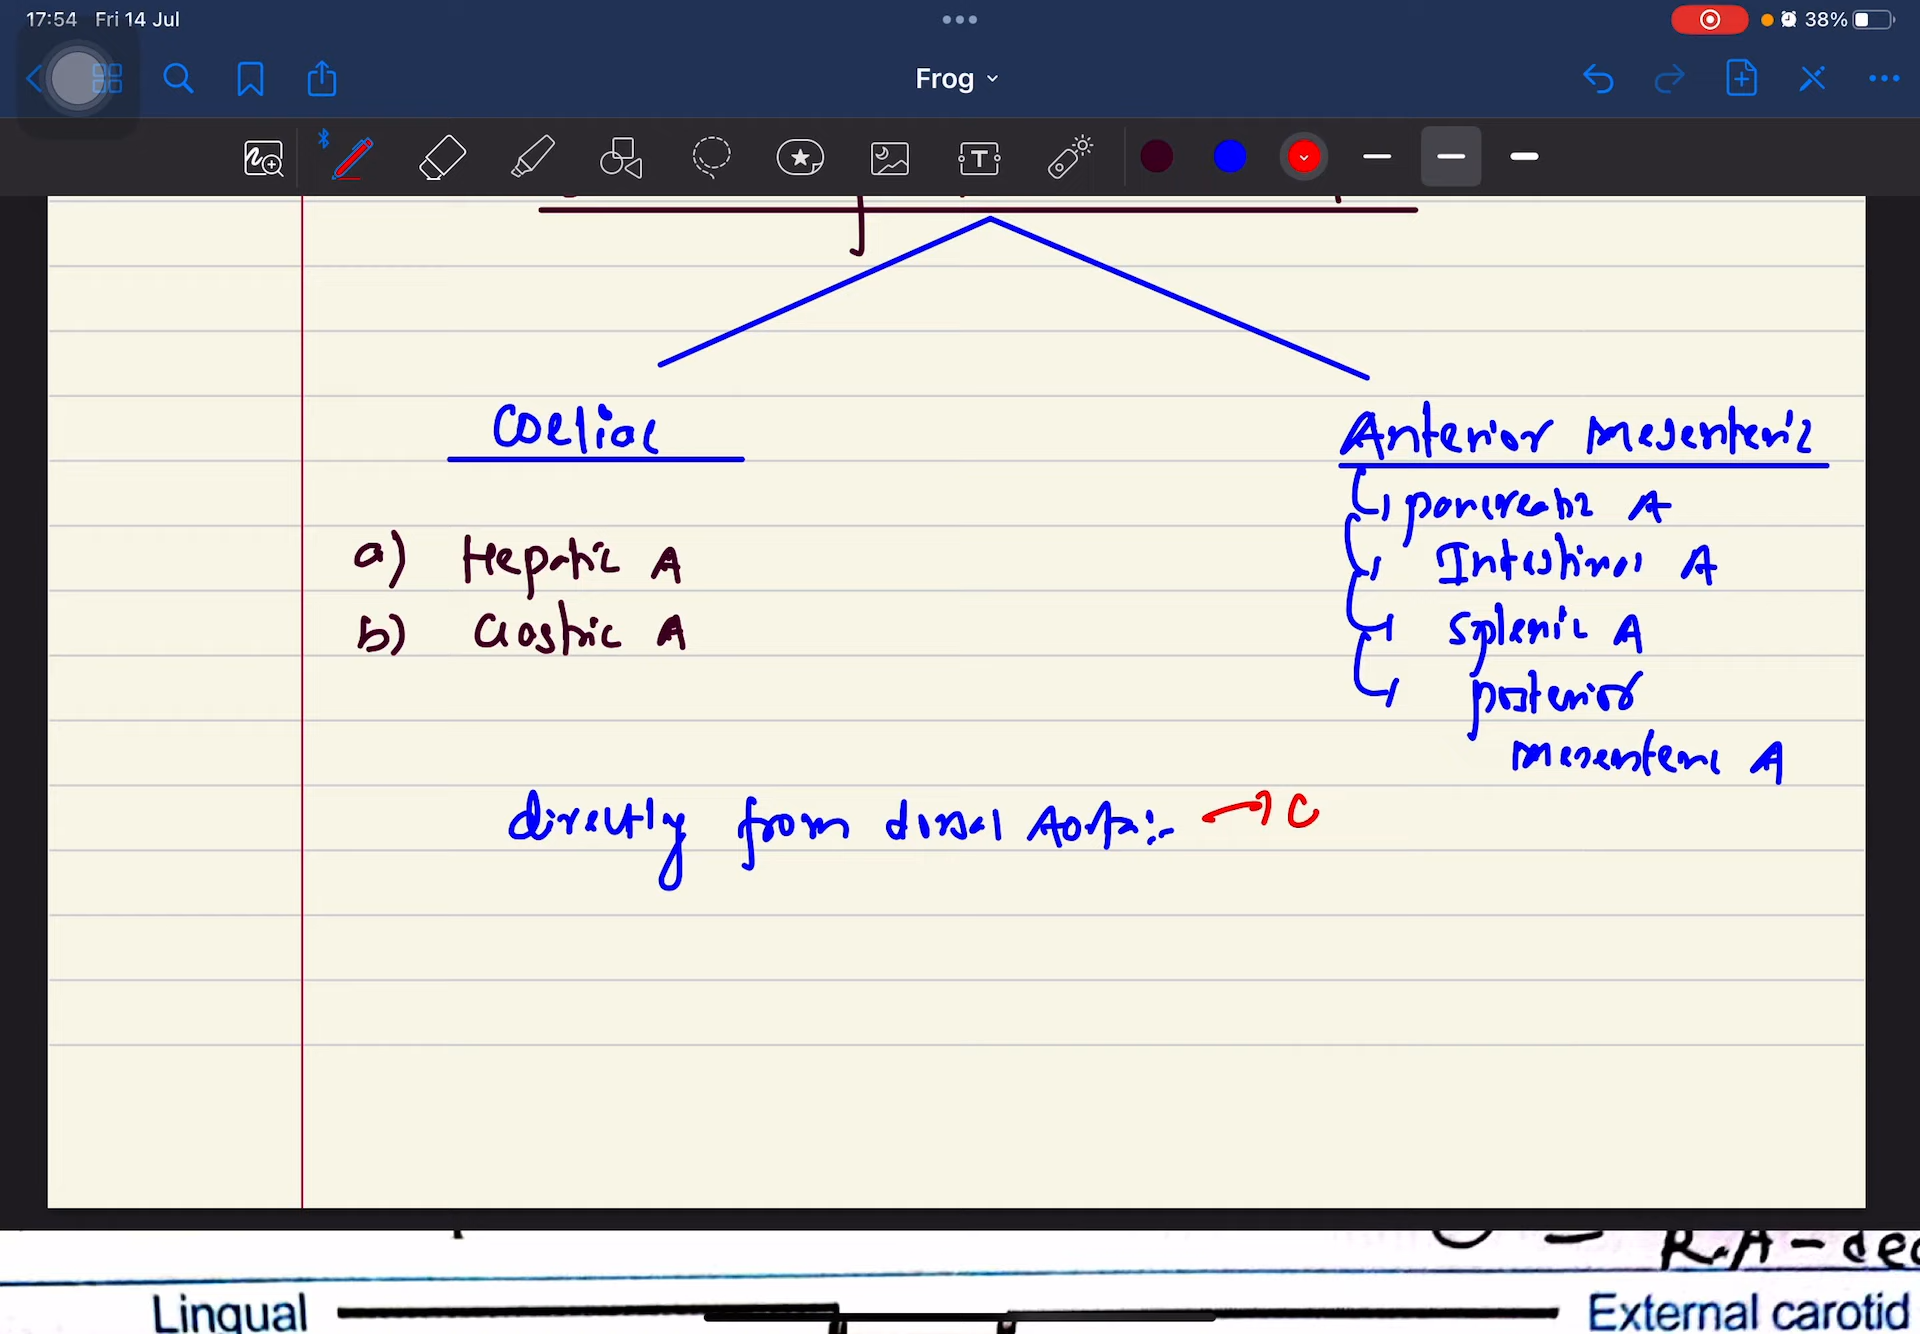 17:54 Fri 14 Jul
38%
Frog
T
Coeliac
Anterior mesenteric
a) Hepatic A
b) Gastric A
pancreatic A
Intestinal A
splenic A
posterior
mesenteric A
directly from dorsal Aorta:- → C
R.A - dec
Lingual
External carotid